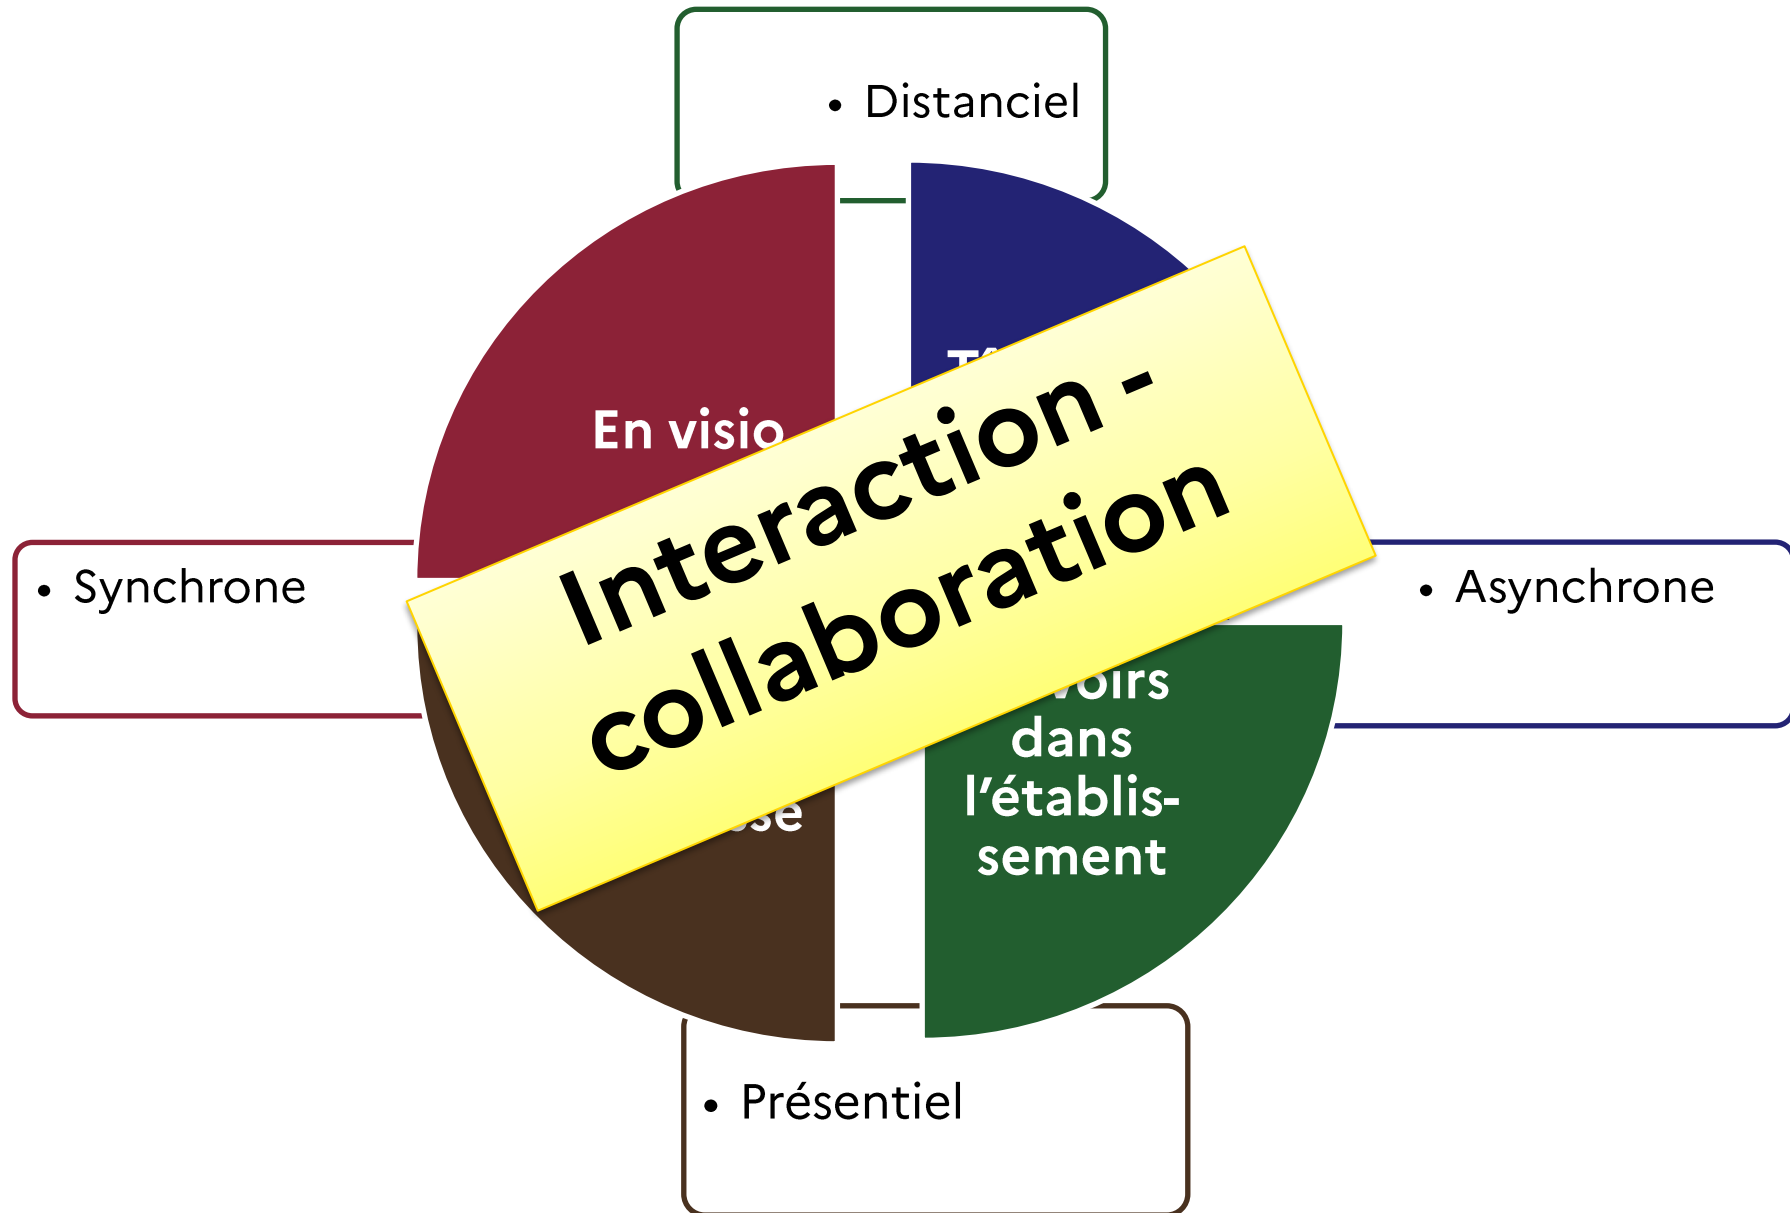 • Distanciel
En visio
Interaction -
collaboration
• Synchrone
• Asynchrone
dans
l’établis-
sement
• Présentiel